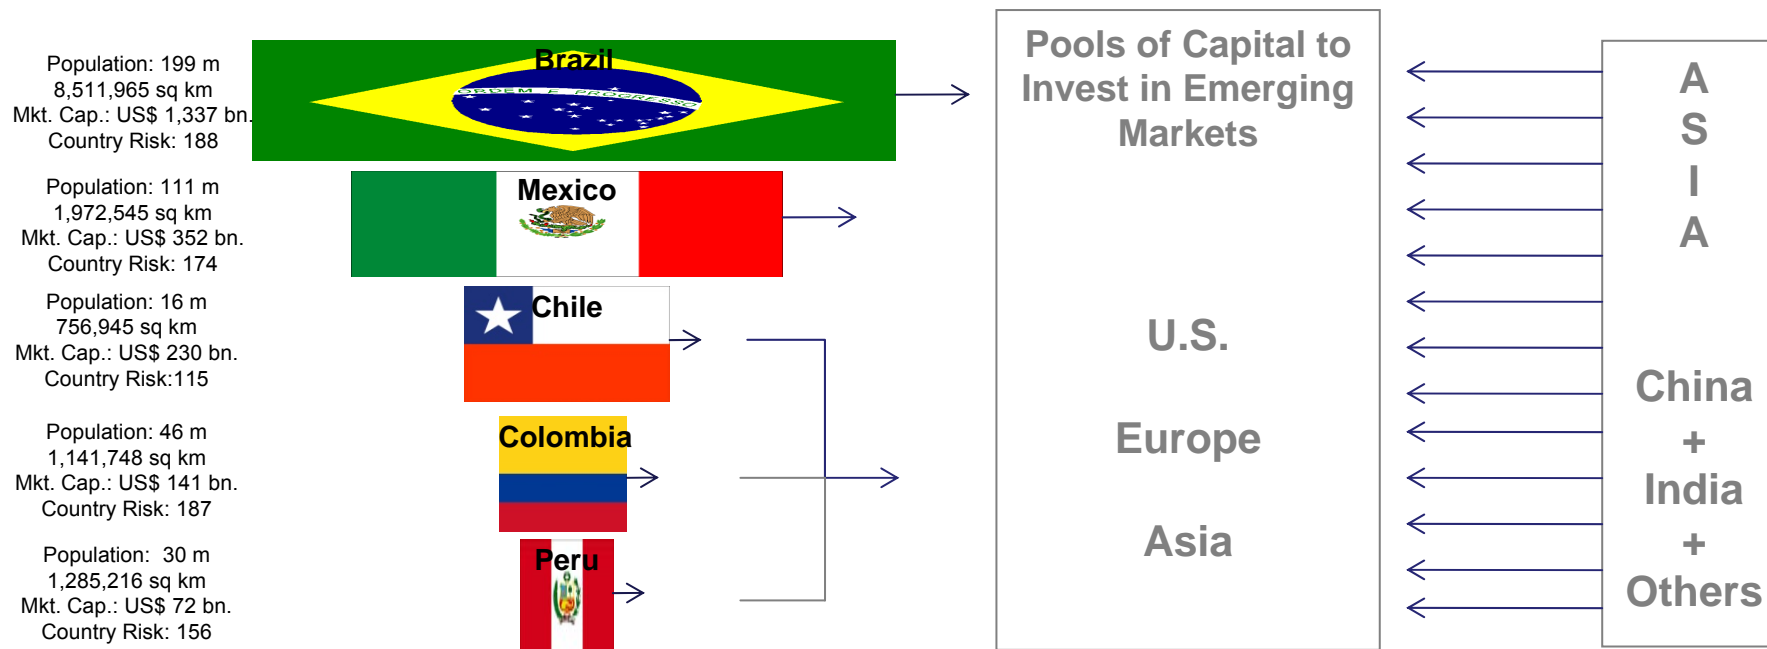 Population: 199 m
8,511,965 sq km
Mkt. Cap.: US$ 1,337 bn.
Country Risk: 188
Brazil
ORDEM E PROGRESSO
Population: 111 m
1,972,545 sq km
Mkt. Cap.: US$ 352 bn.
Country Risk: 174
Mexico
Population: 16 m
756,945 sq km
Mkt. Cap.: US$ 230 bn.
Country Risk:115
Chile
Population: 46 m
1,141,748 sq km
Mkt. Cap.: US$ 141 bn.
Country Risk: 187
Colombia
Population:  30 m
1,285,216 sq km
Mkt. Cap.: US$ 72 bn.
Country Risk: 156
Peru
Pools of Capital to
Invest in Emerging
Markets
U.S.
Europe
Asia
A
S
I
A
China
+
India
+
Others